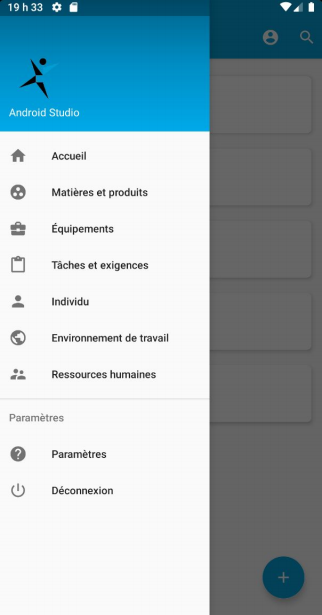 19 h 33
Android Studio
Accueil
Matières et produits
Équipements
Tâches et exigences
Individu
Environnement de travail
Ressources humaines
Paramètres
Paramètres
Déconnexion